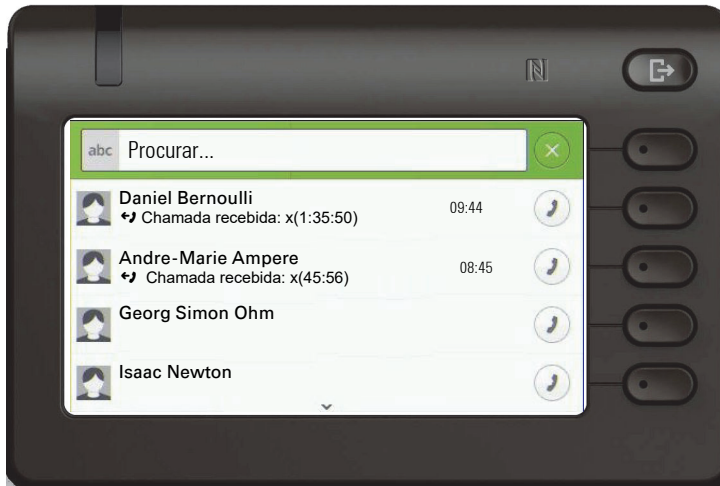 abc Procurar...
Daniel Bernoulli
Chamada recebida: x(1:35:50) 09:44
Andre-Marie Ampere
Chamada recebida: x(45:56) 08:45
Georg Simon Ohm
Isaac Newton